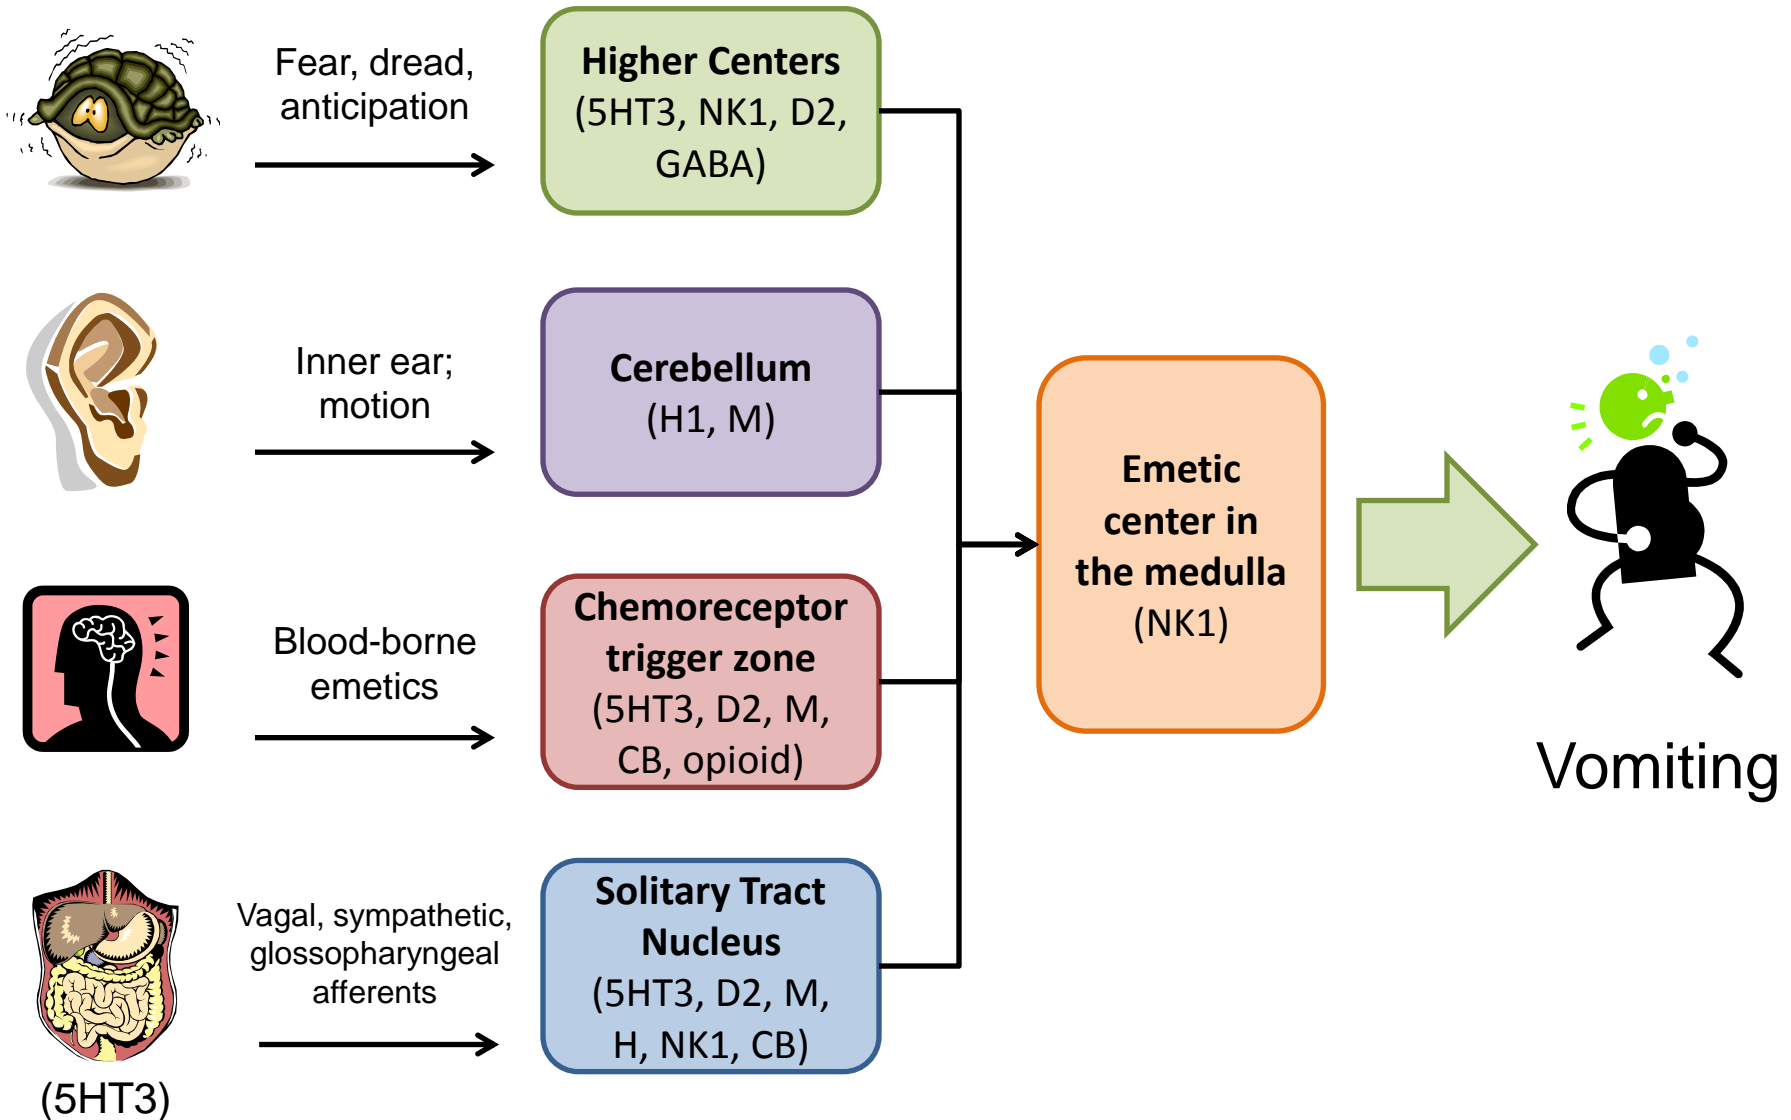 Fear, dread,
anticipation
Higher Centers
(5HT3, NK1, D2,
GABA)
Inner ear;
motion
Cerebellum
(H1, M)
Blood-borne
emetics
Chemoreceptor
trigger zone
(5HT3, D2, M,
CB, opioid)
Vagal, sympathetic,
glossopharyngeal
afferents
(5HT3)
Solitary Tract
Nucleus
(5HT3, D2, M,
H, NK1, CB)
Emetic
center in
the medulla
(NK1)
Vomiting